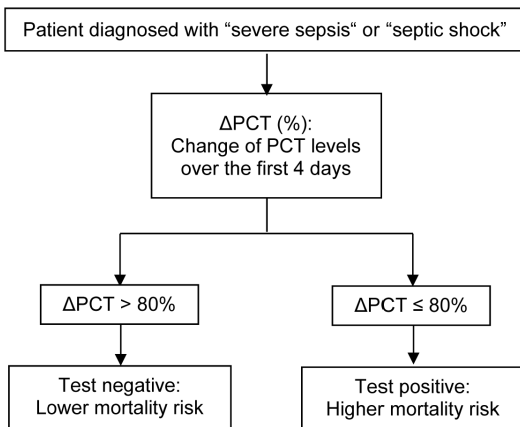 Patient diagnosed with “severe sepsis“ or “septic shock”
ΔPCT (%):
Change of PCT levels
over the first 4 days
ΔPCT > 80%
ΔPCT ≤ 80%
Test negative:
Lower mortality risk
Test positive:
Higher mortality risk